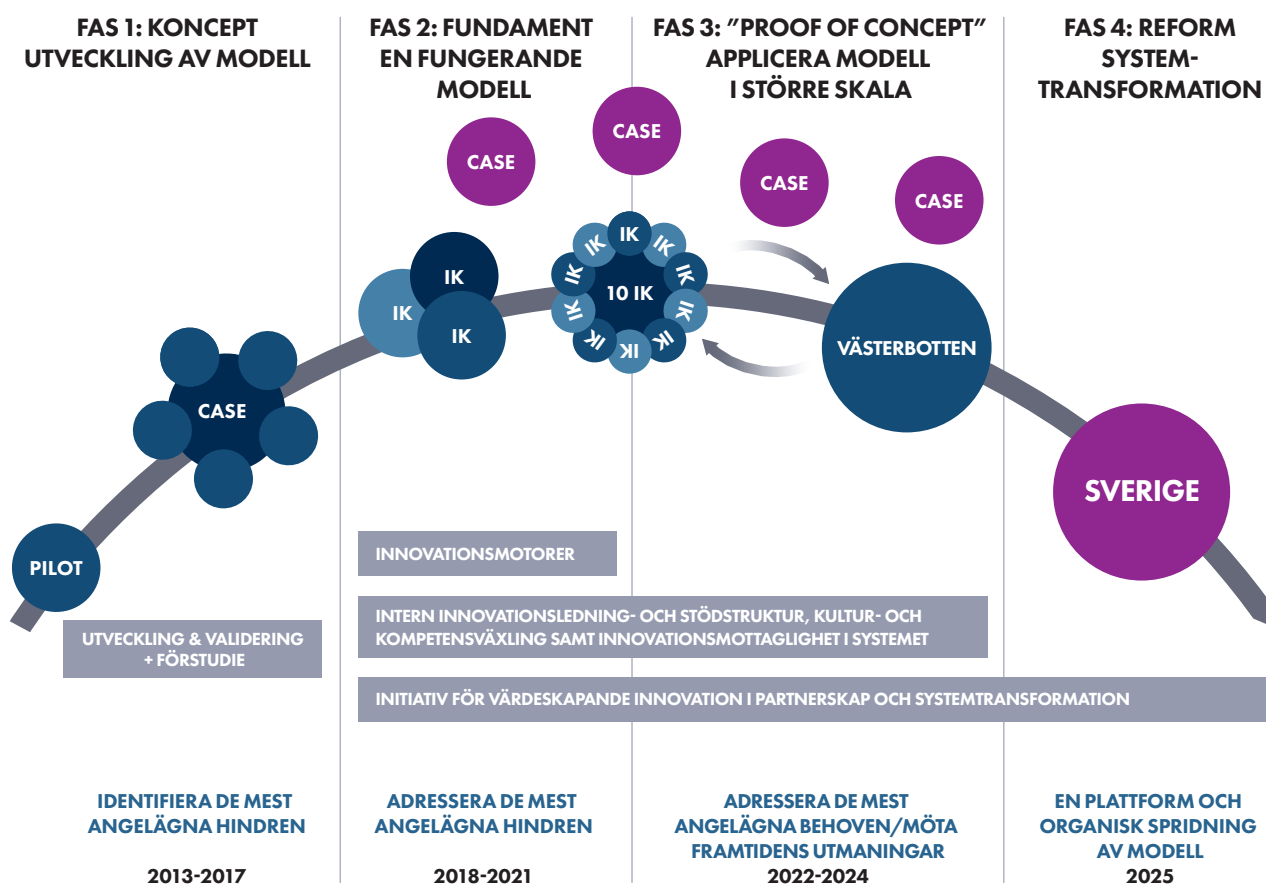 FAS 1: KONCEPT
UTVECKLING AV MODELL
FAS 2: FUNDAMENT
EN FUNGERANDE
MODELL
FAS 3: ”PROOF OF CONCEPT”
APPLICERA MODELL
I STÖRRE SKALA
FAS 4: REFORM
SYSTEM-
TRANSFORMATION
CASE
CASE
CASE
CASE
IK
IK
IK
IK
IK
IK
IK
IK
IK
IK
IK
IK
IK
10 IK
VÄSTERBOTTEN
CASE
SVERIGE
PILOT
INNOVATIONSMOTORER
INTERN INNOVATIONSLEDNING- OCH STÖDSTRUKTUR, KULTUR- OCH
KOMPETENSVÄXLING SAMT INNOVATIONSMOTTAGLIGHET I SYSTEMET
UTVECKLING & VALIDERING
+ FÖRSTUDIE
INITIATIV FÖR VÄRDESKAPANDE INNOVATION I PARTNERSKAP OCH SYSTEMTRANSFORMATION
IDENTIFIERA DE MEST
ANGELÄGNA HINDREN
2013-2017
ADRESSERA DE MEST
ANGELÄGNA HINDREN
2018-2021
ADRESSERA DE MEST
ANGELÄGNA BEHOVEN/MÖTA
FRAMTIDENS UTMANINGAR
2022-2024
EN PLATTFORM OCH
ORGANISK SPRIDNING
AV MODELL
2025